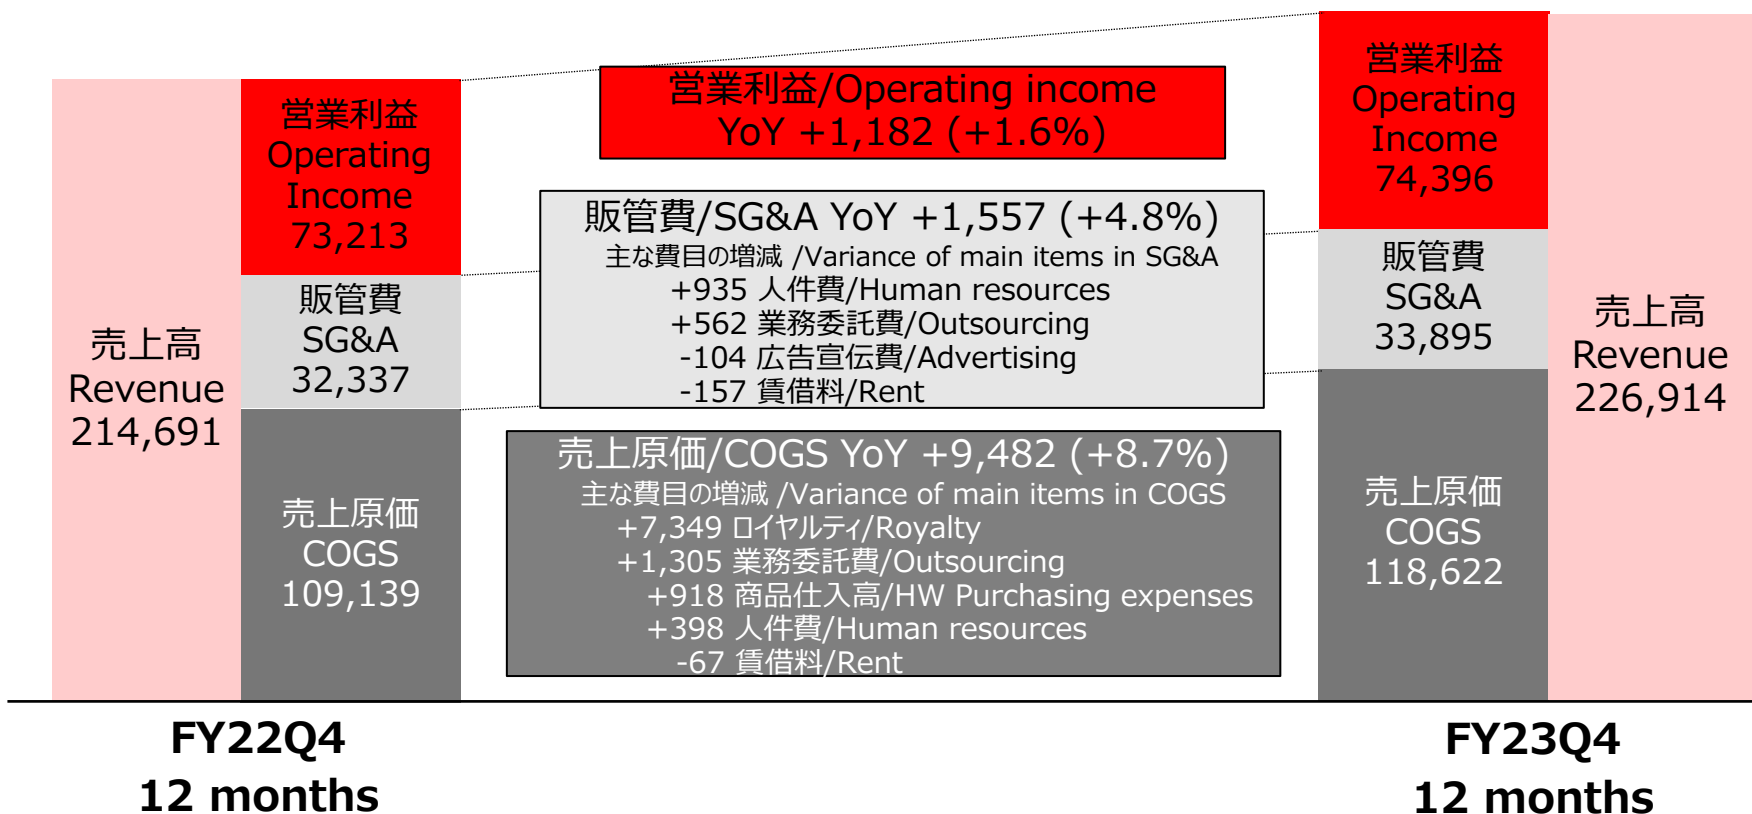 売上高
Revenue
214,691
営業利益
Operating
Income
73,213
販管費
SG&A
32,337
売上原価
COGS
109,139
営業利益/Operating income
YoY +1,182 (+1.6%)
販管費/SG&A YoY +1,557 (+4.8%)
主な費目の増減 /Variance of main items in SG&A
+935 人件費/Human resources
+562 業務委託費/Outsourcing
-104 広告宣伝費/Advertising
-157 賃借料/Rent
売上原価/COGS YoY +9,482 (+8.7%)
主な費目の増減 /Variance of main items in COGS
+7,349 ロイヤルティ/Royalty
+1,305 業務委託費/Outsourcing
+918 商品仕入高/HW Purchasing expenses
+398 人件費/Human resources
-67 賃借料/Rent
営業利益
Operating
Income
74,396
販管費
SG&A
33,895
売上原価
COGS
118,622
売上高
Revenue
226,914
FY22Q4
12 months
FY23Q4
12 months